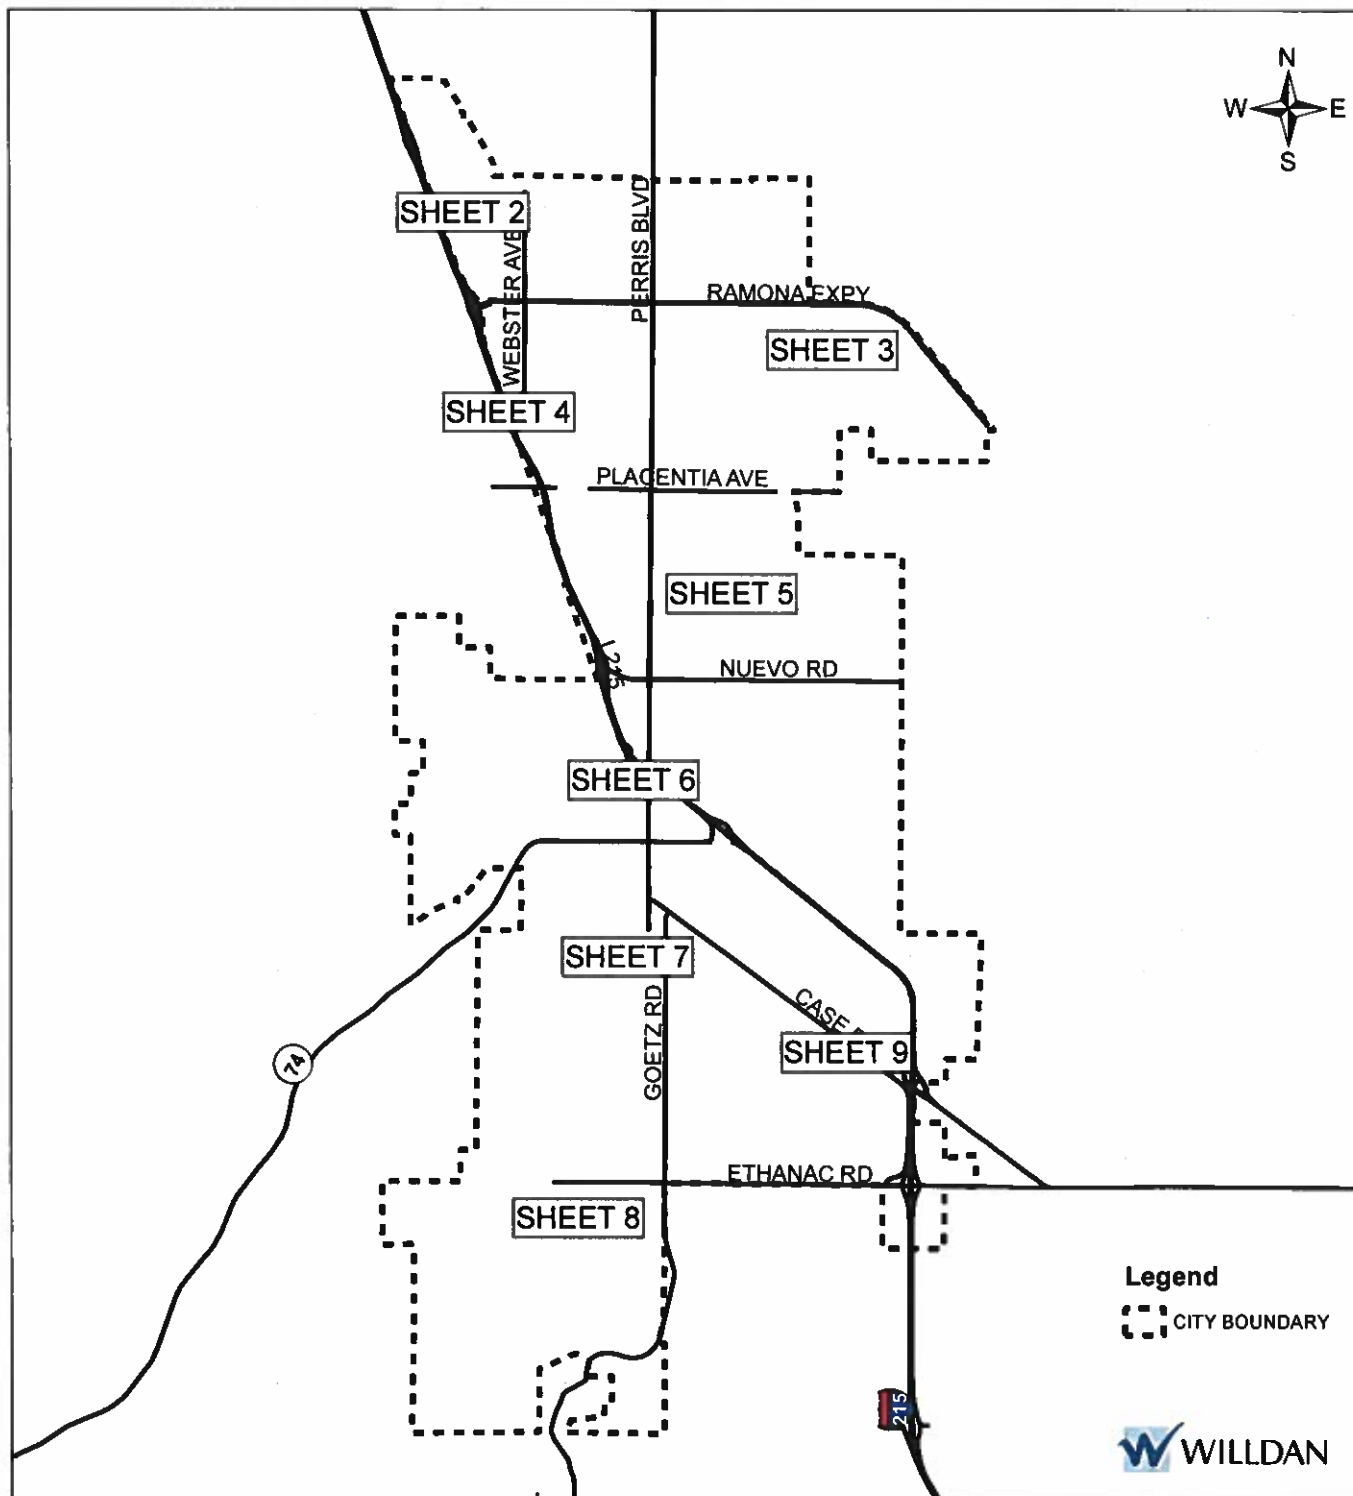 N
W E
S
SHEET 2
WEBSTER AVE
PERRIS BLVD
RAMONA EXPY
SHEET 3
SHEET 4
PLACENTIA AVE
SHEET 5
I 215
NUEVO RD
SHEET 6
SHEET 7
GOETZ RD
CASE
SHEET 9
74
ETHANAC RD
SHEET 8
Legend
CITY BOUNDARY
215
W WILLDAN